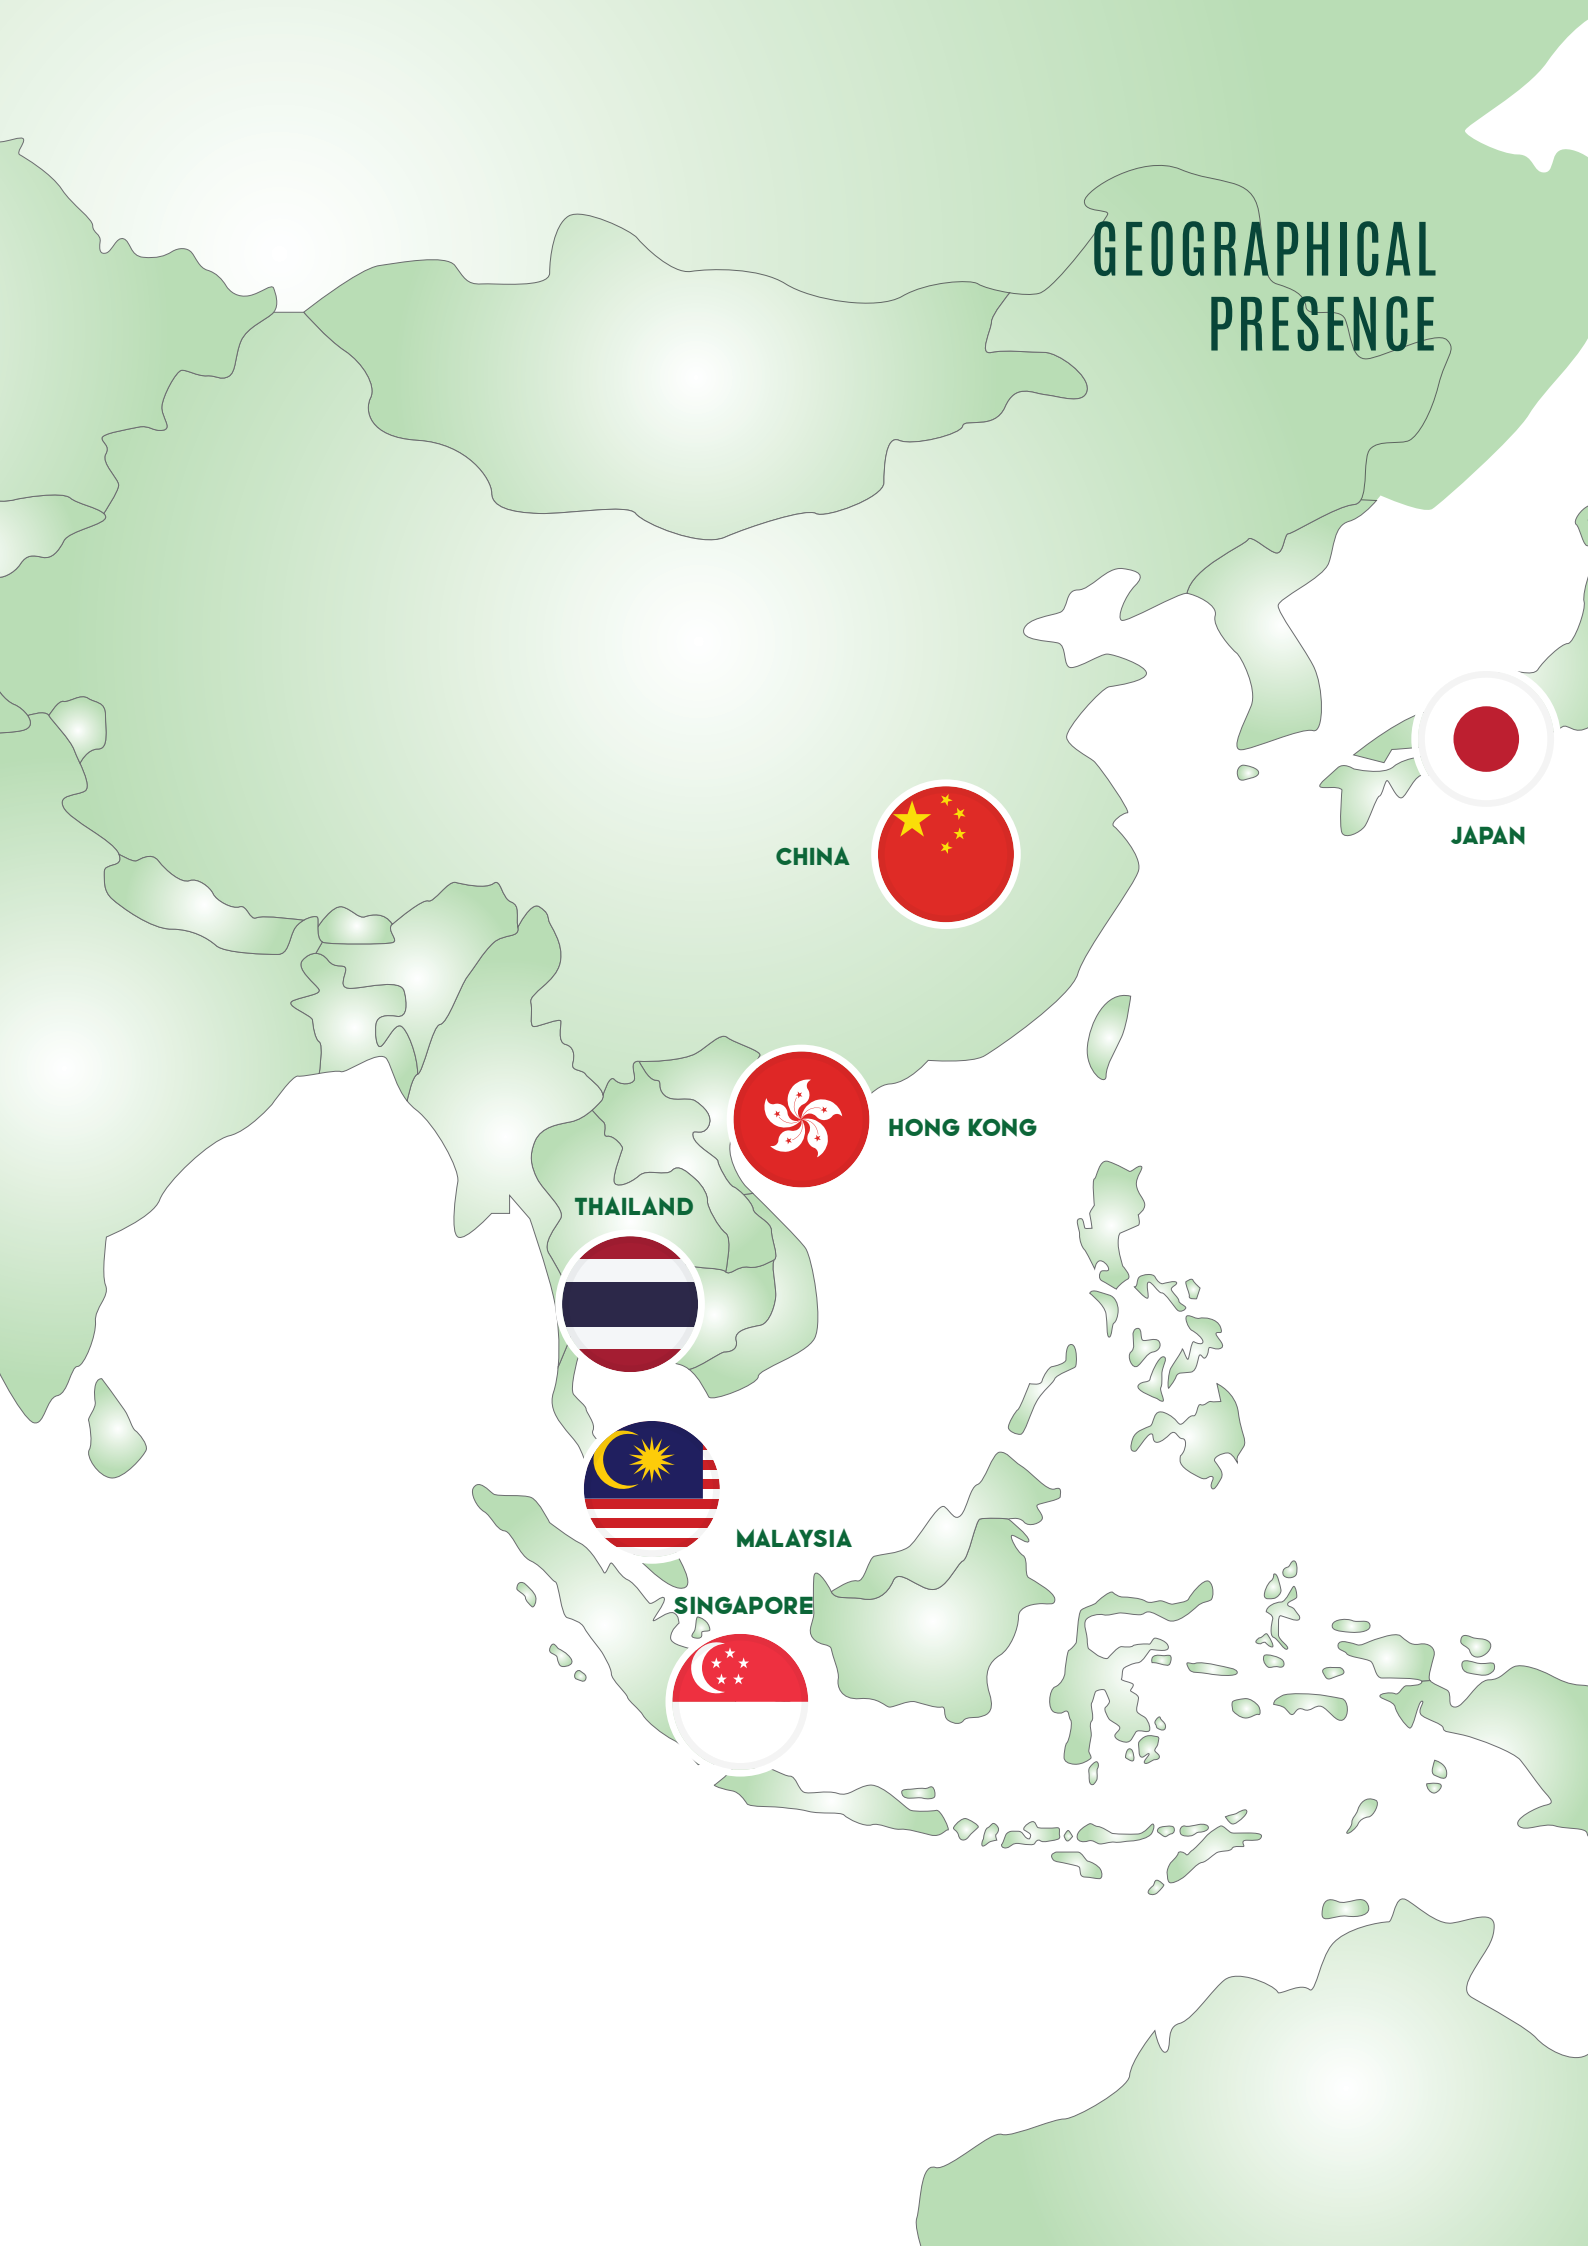 GEOGRAPHICAL
PRESENCE
JAPAN
CHINA
HONG KONG
THAILAND
MALAYSIA
SINGAPORE